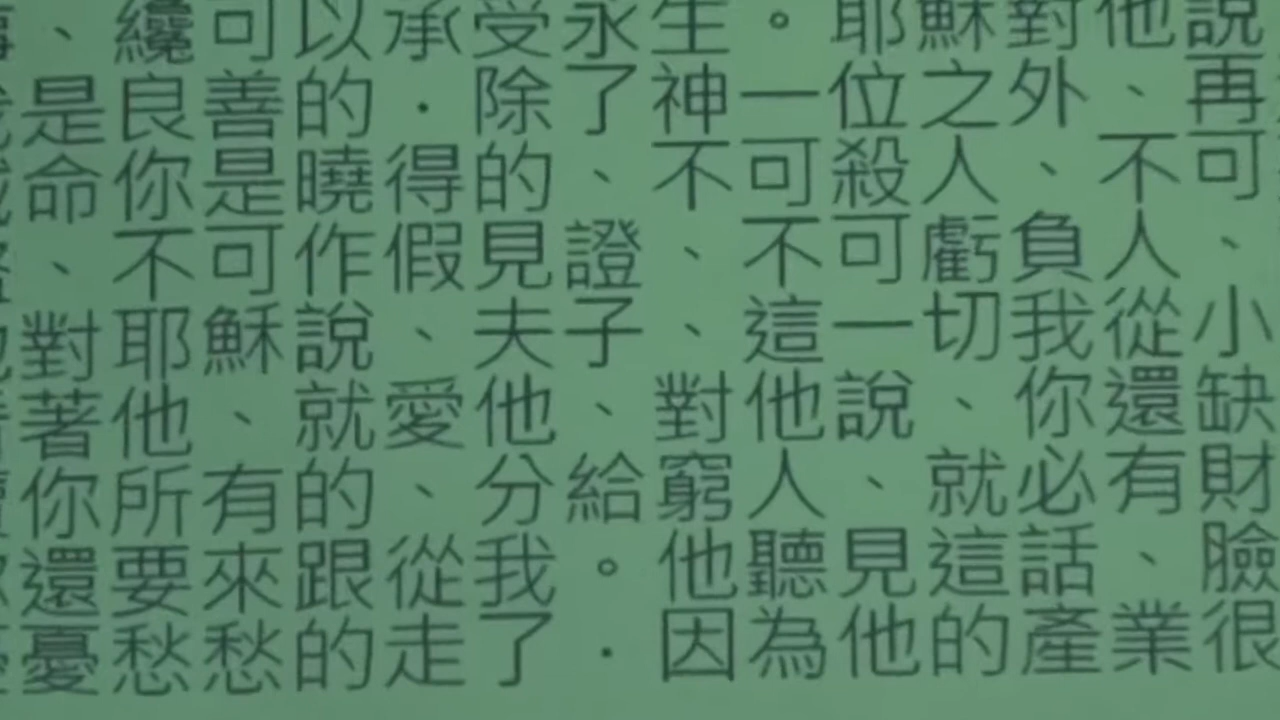 、纔可以承受永生。耶穌對他說
是良善的．除了神一位之外、再
命你是曉得的、不可殺人、不可
、不可作假見證、不可虧負人、
對耶穌說、夫子、這一切我從小
著他、就愛他、對他說、你還缺
你所有的、分給窮人、就必有財
還要來跟從我。他聽見這話、臉
憂愁愁的走了．因為他的產業很